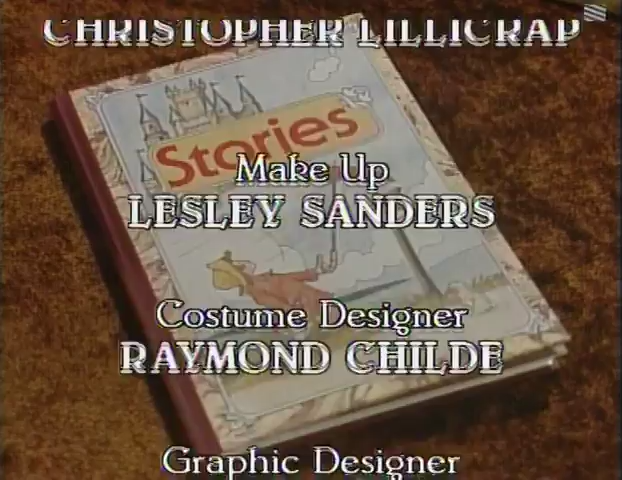 CHRISTOPHER LILLICRAP
Stories
Make Up
LESLEY SANDERS
Costume Designer
RAYMOND CHILDE
Graphic Designer